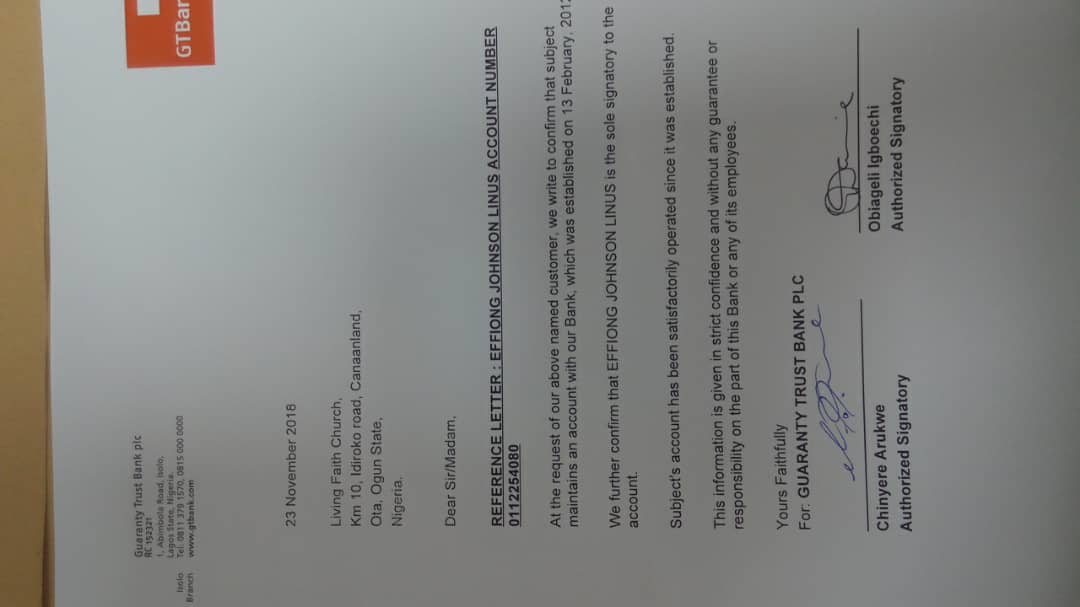 GTBan
Guaranty Trust Bank plc
RC 152321
Isolo
Branch
1, Abimbola Road, Isolo,
Lagos State, Nigeria.
Tel: 0811 379 1570, 0815 000 0000
www.gtbank.com
23 November 2018
Living Faith Church,
Km 10, Idiroko road, Canaanland,
Ota, Ogun State,
Nigeria.
Dear Sir/Madam,
REFERENCE LETTER : EFFIONG JOHNSON LINUS ACCOUNT NUMBER
0112254080
At the request of our above named customer, we write to confirm that subject
maintains an account with our Bank, which was established on 13 February,
We further confirm that EFFIONG JOHNSON LINUS is the sole signatory to the
account.
Subject's account has been satisfactorily operated since it was established.
This information is given in strict confidence and without any guarantee or
responsibility on the part of this Bank or any of its employees.
Yours Faithfully
For: GUARANTY TRUST BANK PLC
Chinyere Arukwe
Authorized Signatory
Obiageli Igboechi
Authorized Signatory